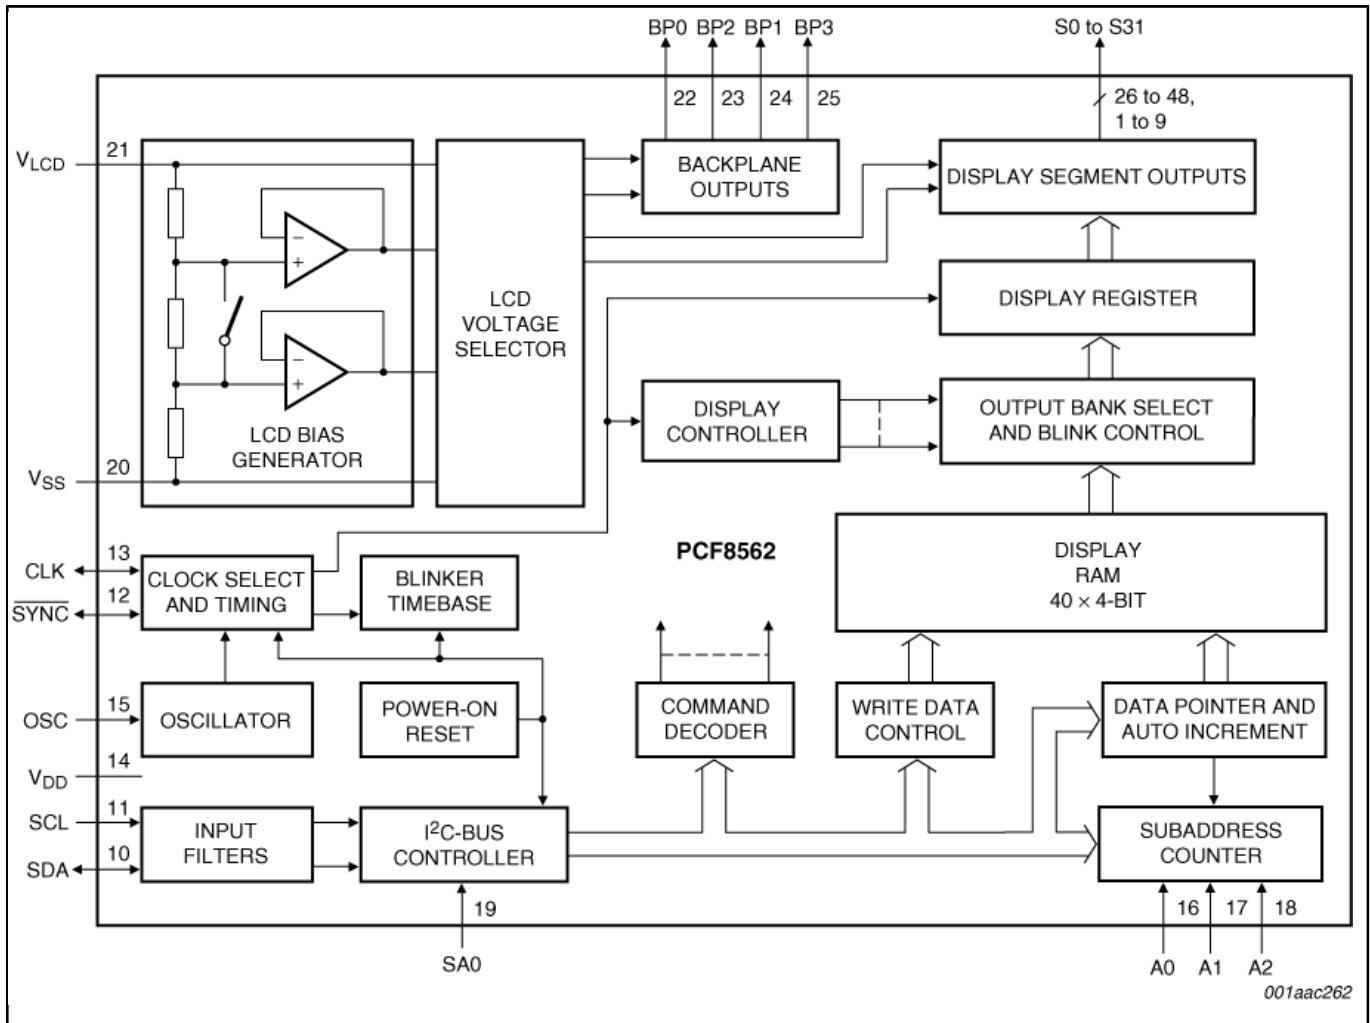 BP0 BP2 BP1 BP3
S0 to S31
22 23 24 25
26 to 48,
1 to 9
VLCD
21
BACKPLANE
OUTPUTS
DISPLAY SEGMENT OUTPUTS
−
+
−
+
LCD BIAS
GENERATOR
LCD
VOLTAGE
SELECTOR
DISPLAY REGISTER
DISPLAY
CONTROLLER
OUTPUT BANK SELECT
AND BLINK CONTROL
VSS
20
CLK
13
SYNC
12
CLOCK SELECT
AND TIMING
BLINKER
TIMEBASE
PCF8562
DISPLAY
RAM
40 × 4-BIT
OSC
15
OSCILLATOR
POWER-ON
RESET
COMMAND
DECODER
WRITE DATA
CONTROL
DATA POINTER AND
AUTO INCREMENT
VDD
14
SCL
11
SDA
10
INPUT
FILTERS
I2C-BUS
CONTROLLER
SUBADDRESS
COUNTER
19
SA0
16 17 18
A0 A1 A2
001aac262